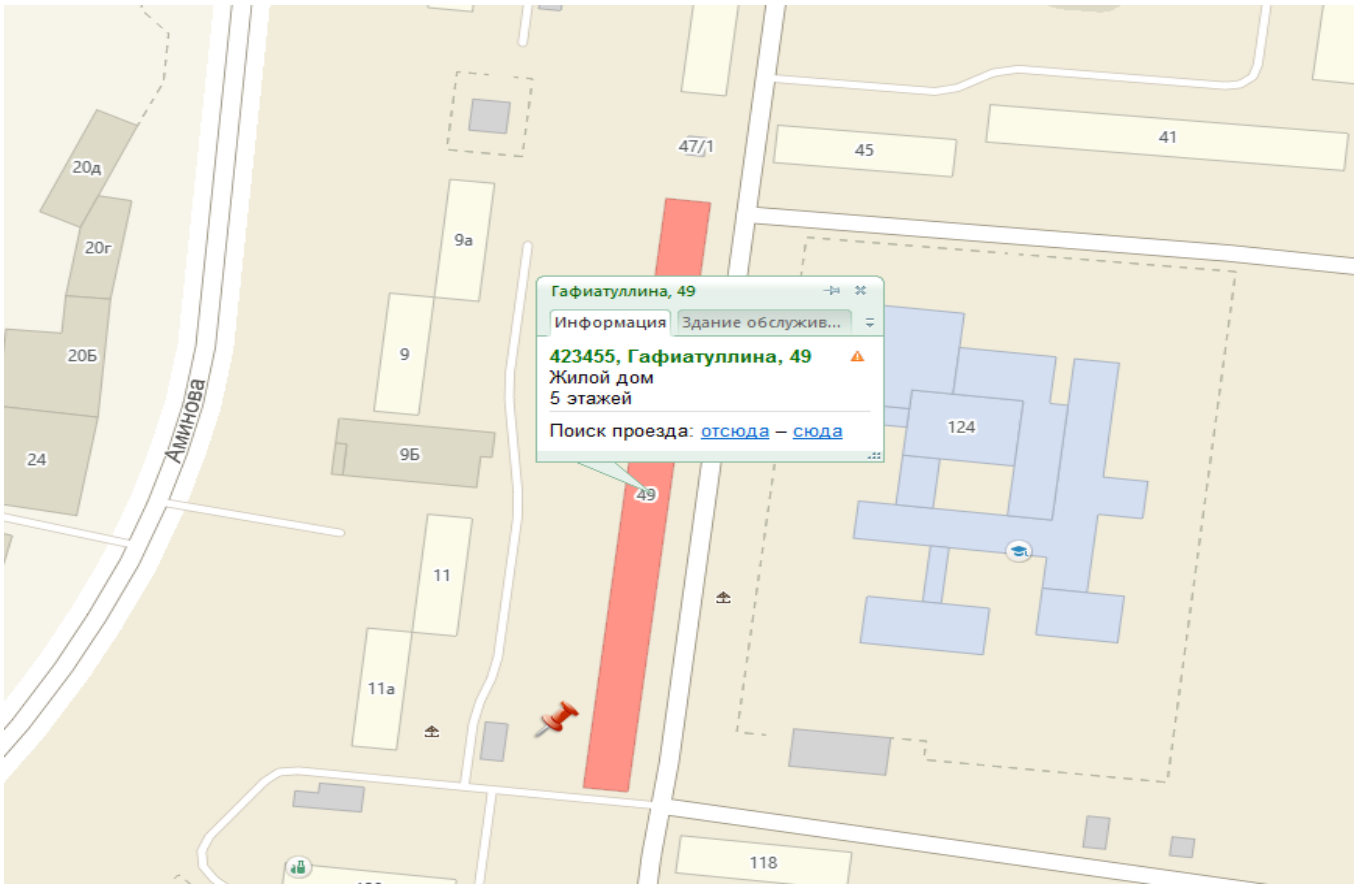 47/1
45
41
20д
9а
20г
Гафиатуллина, 49
Информация
Здание обслужив...
423455, Гафиатуллина, 49
Жилой дом
5 этажей
Поиск проезда: отсюда – сюда
9
20Б
Аминова
124
9Б
24
49
11
11а
118